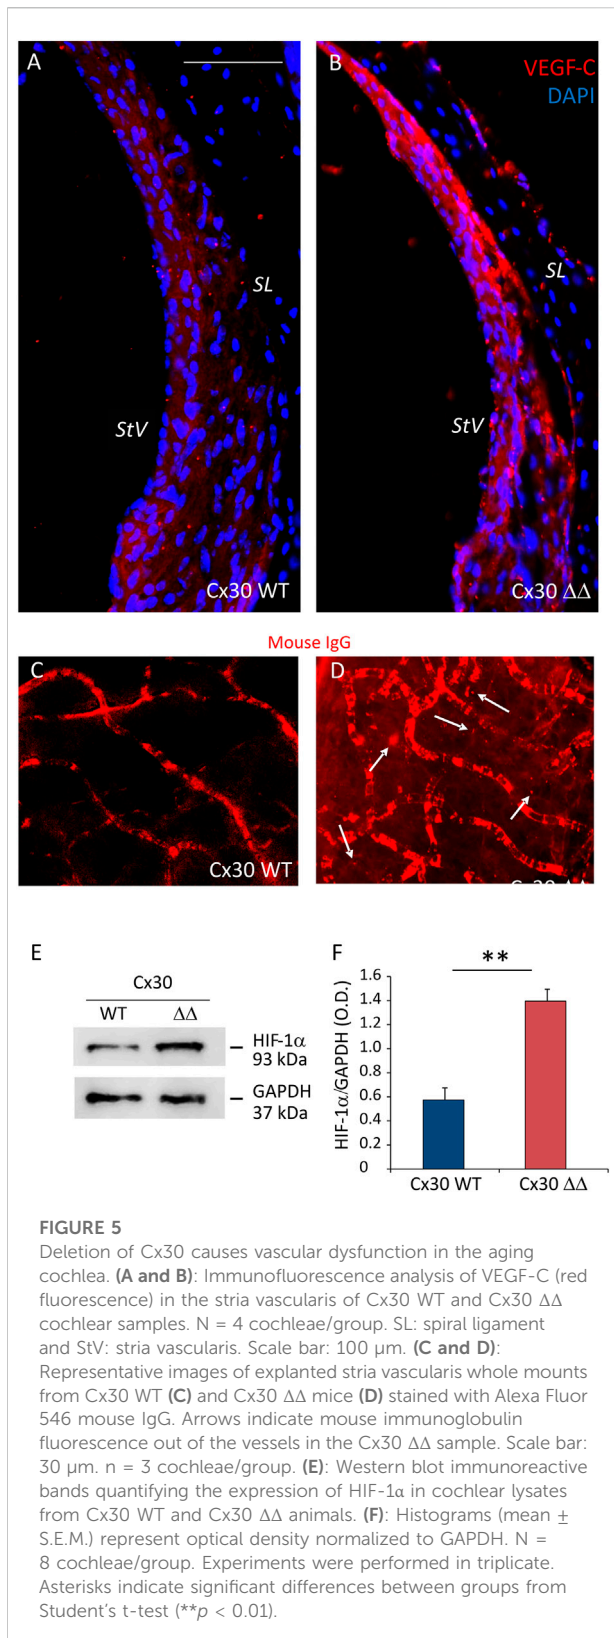 A
B
VEGF-C
DAPI
SL
SL
StV
StV
Cx30 WT
Cx30 ΔΔ
Mouse IgG
C
D
Cx30 WT
E
F
Cx30
WT
ΔΔ
HIF-1α
93 kDa
GAPDH
37 kDa
**
HIF-1α/GAPDH (O.D.)
1.6
1.4
1.2
1.0
0.8
0.6
0.4
0.2
0
Cx30 WT
Cx30 ΔΔ
FIGURE 5
Deletion of Cx30 causes vascular dysfunction in the aging
cochlea. (A and B): Immunofluorescence analysis of VEGF-C (red
fluorescence) in the stria vascularis of Cx30 WT and Cx30 ΔΔ
cochlear samples. N = 4 cochleae/group. SL: spiral ligament
and StV: stria vascularis. Scale bar: 100 μm. (C and D):
Representative images of explanted stria vascularis whole mounts
from Cx30 WT (C) and Cx30 ΔΔ mice (D) stained with Alexa Fluor
546 mouse IgG. Arrows indicate mouse immunoglobulin
fluorescence out of the vessels in the Cx30 ΔΔ sample. Scale bar:
30 μm. n = 3 cochleae/group. (E): Western blot immunoreactive
bands quantifying the expression of HIF-1α in cochlear lysates
from Cx30 WT and Cx30 ΔΔ animals. (F): Histograms (mean ±
S.E.M.) represent optical density normalized to GAPDH. N =
8 cochleae/group. Experiments were performed in triplicate.
Asterisks indicate significant differences between groups from
Student's t-test (**p < 0.01).